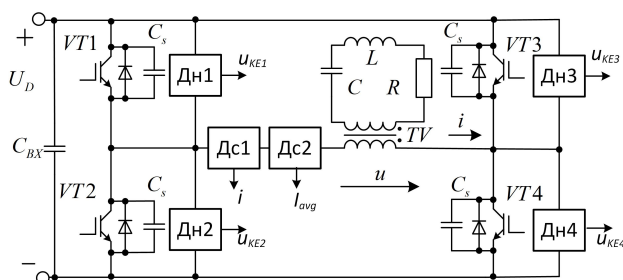 +
U_D
C_BX
−
VT1
C_s
Дн1
u_KE1
VT2
C_s
Дн2
u_KE2
Дс1
i
Дс2
I_avg
L
C
R
TV
i
u
C_s
VT3
Дн3
u_KE3
C_s
VT4
Дн4
u_KE4